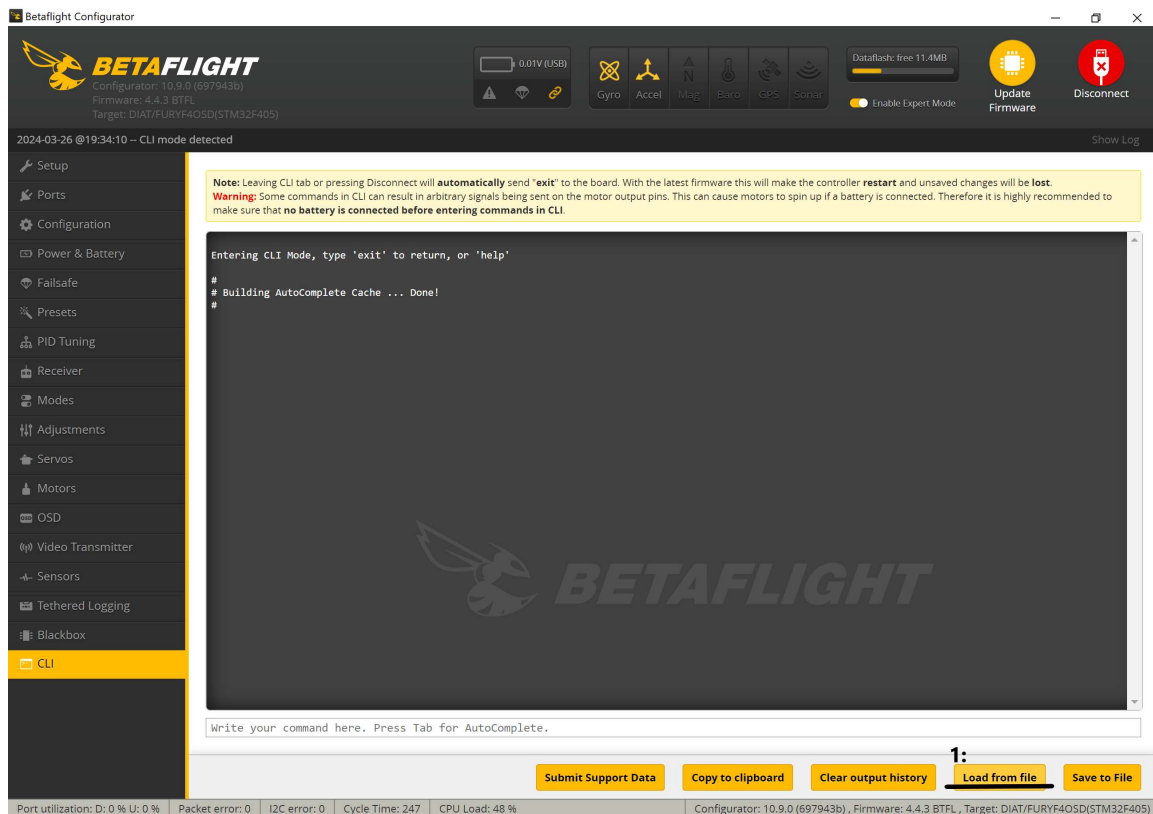 Betaflight Configurator
BETAFLIGHT
Configurator: 10.9.0 (697943b)
Firmware: 4.4.3 BTFL
Target: DIAT/FURYF4OSD(STM32F405)
0.01V (USB)
Gyro
Accel
Mag
Baro
GPS
Sonar
Dataflash: free 11.4MB
Enable Expert Mode
Update
Firmware
Disconnect
2024-03-26 @19:34:10 -- CLI mode detected
Show Log
Setup
Ports
Configuration
Power & Battery
Failsafe
Presets
PID Tuning
Receiver
Modes
Adjustments
Servos
Motors
OSD
Video Transmitter
Sensors
Tethered Logging
Blackbox
CLI
Note: Leaving CLI tab or pressing Disconnect will automatically send "exit" to the board. With the latest firmware this will make the controller restart and unsaved changes will be lost.
Warning: Some commands in CLI can result in arbitrary signals being sent on the motor output pins. This can cause motors to spin up if a battery is connected. Therefore it is highly recommended to
make sure that no battery is connected before entering commands in CLI.
Entering CLI Mode, type 'exit' to return, or 'help'
#
# Building AutoComplete Cache ... Done!
#
BETAFLIGHT
Write your command here. Press Tab for AutoComplete.
1:
Submit Support Data
Copy to clipboard
Clear output history
Load from file
Save to File
Port utilization: D: 0 % U: 0 %
Packet error: 0
I2C error: 0
Cycle Time: 247
CPU Load: 48 %
Configurator: 10.9.0 (697943b) , Firmware: 4.4.3 BTFL , Target: DIAT/FURYF4OSD(STM32F405)